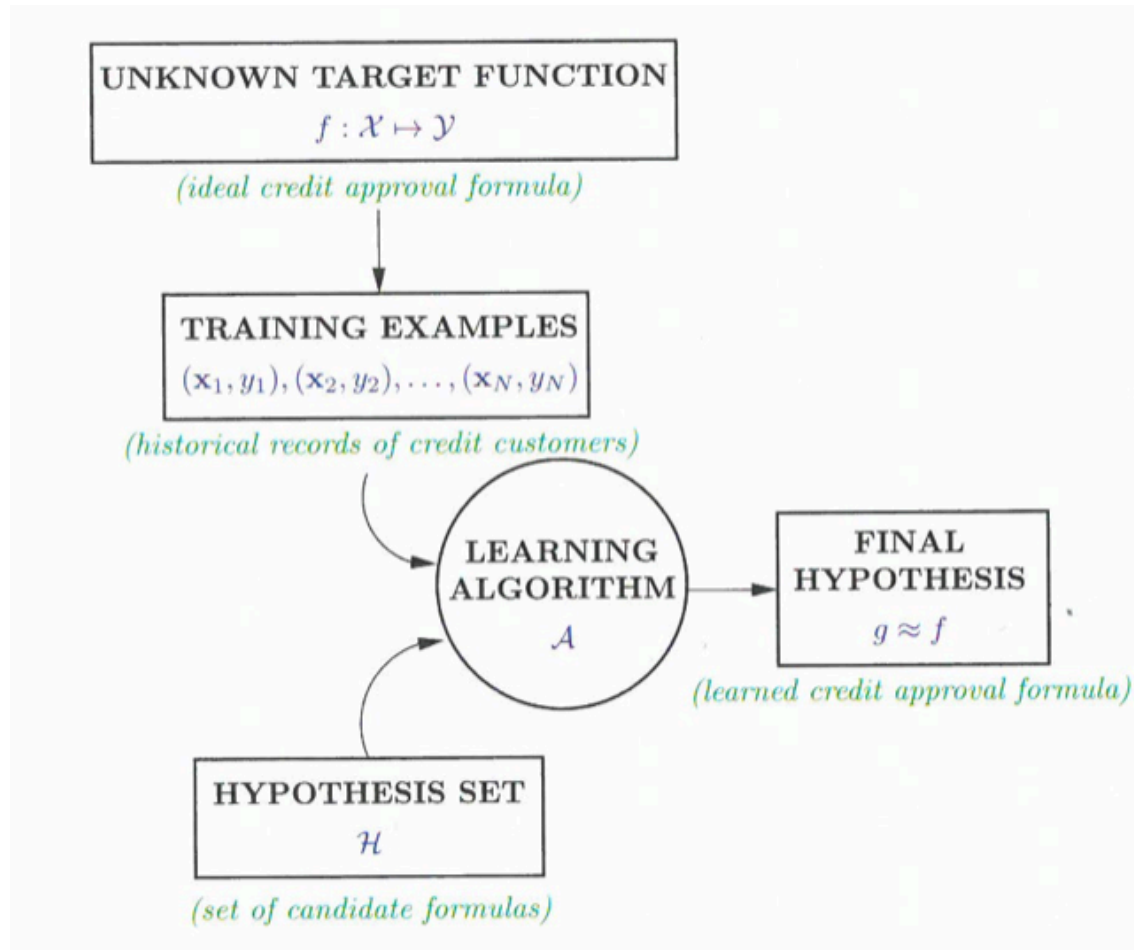 UNKNOWN TARGET FUNCTION
f : 𝒳 ↦ 𝒴
(ideal credit approval formula)
TRAINING EXAMPLES
(x₁, y₁), (x₂, y₂), . . . , (x_N, y_N)
(historical records of credit customers)
LEARNING
ALGORITHM
𝒜
FINAL
HYPOTHESIS
g ≈ f
(learned credit approval formula)
HYPOTHESIS SET
ℋ
(set of candidate formulas)